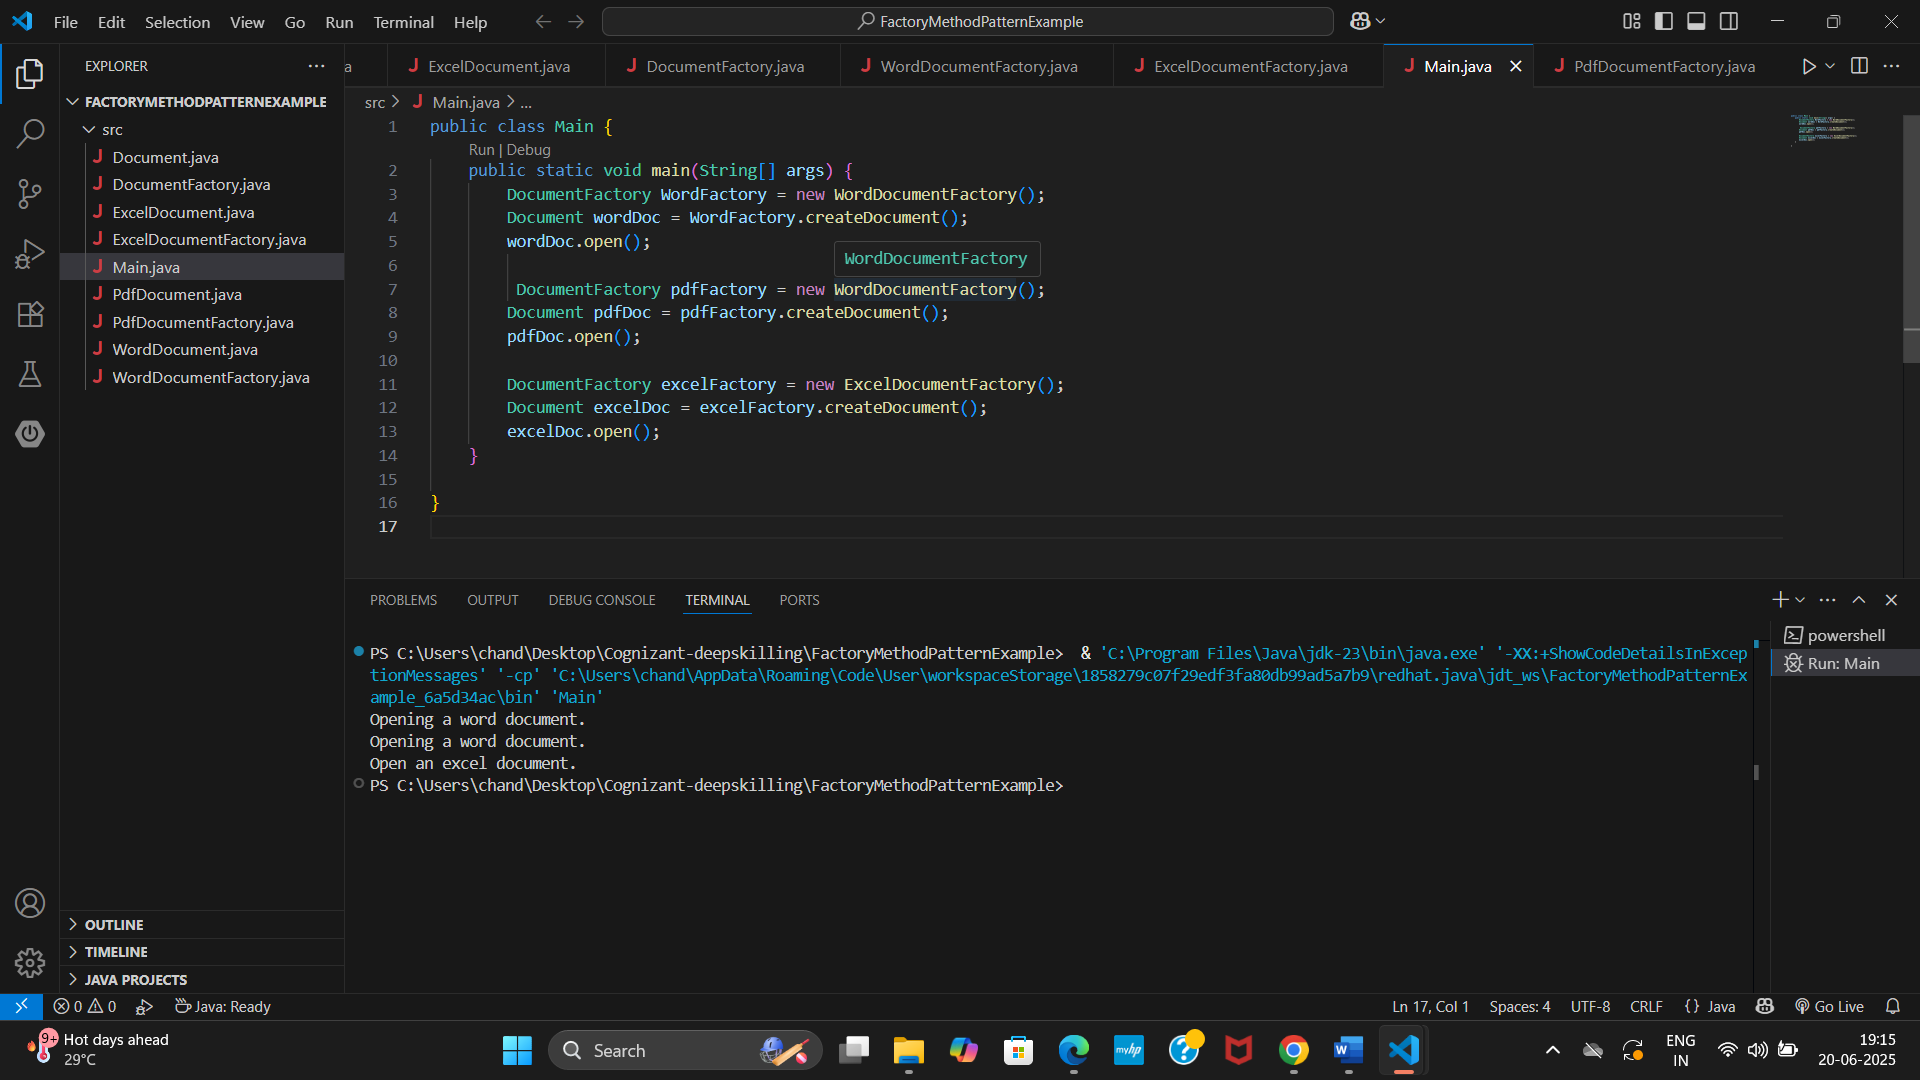 File Edit Selection View Go Run Terminal Help
FactoryMethodPatternExample
EXPLORER
FACTORYMETHODPATTERNEXAMPLE
src
Document.java
DocumentFactory.java
ExcelDocument.java
ExcelDocumentFactory.java
Main.java
PdfDocument.java
PdfDocumentFactory.java
WordDocument.java
WordDocumentFactory.java
OUTLINE
TIMELINE
JAVA PROJECTS
a ExcelDocument.java DocumentFactory.java WordDocumentFactory.java ExcelDocumentFactory.java Main.java PdfDocumentFactory.java
src > Main.java > ...
1 public class Main {
Run | Debug
2 public static void main(String[] args) {
3 DocumentFactory WordFactory = new WordDocumentFactory();
4 Document wordDoc = WordFactory.createDocument();
5 wordDoc.open();
6
WordDocumentFactory
7 DocumentFactory pdfFactory = new WordDocumentFactory();
8 Document pdfDoc = pdfFactory.createDocument();
9 pdfDoc.open();
10
11 DocumentFactory excelFactory = new ExcelDocumentFactory();
12 Document excelDoc = excelFactory.createDocument();
13 excelDoc.open();
14 }
15
16 }
17
PROBLEMS OUTPUT DEBUG CONSOLE TERMINAL PORTS
PS C:\Users\chand\Desktop\Cognizant-deepskilling\FactoryMethodPatternExample> & 'C:\Program Files\Java\jdk-23\bin\java.exe' '-XX:+ShowCodeDetailsInExcep
tionMessages' '-cp' 'C:\Users\chand\AppData\Roaming\Code\User\workspaceStorage\1858279c07f29edf3fa80db99ad5a7b9\redhat.java\jdt_ws\FactoryMethodPatternEx
ample_6a5d34ac\bin' 'Main'
Opening a word document.
Opening a word document.
Open an excel document.
PS C:\Users\chand\Desktop\Cognizant-deepskilling\FactoryMethodPatternExample>
powershell
Run: Main
0 0 Java: Ready
Ln 17, Col 1 Spaces: 4 UTF-8 CRLF {} Java Go Live
9+
Hot days ahead
29°C
Search
myhp
W
ENG
IN
19:15
20-06-2025